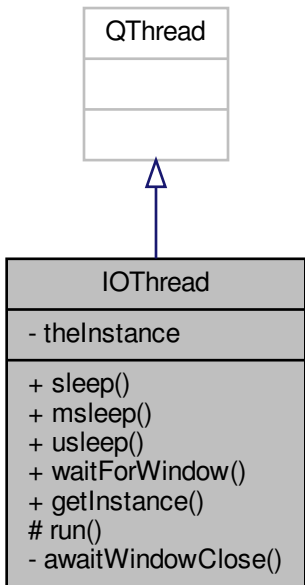 QThread
IOThread
- theInstance
+ sleep()
+ msleep()
+ usleep()
+ waitForWindow()
+ getInstance()
# run()
- awaitWindowClose()